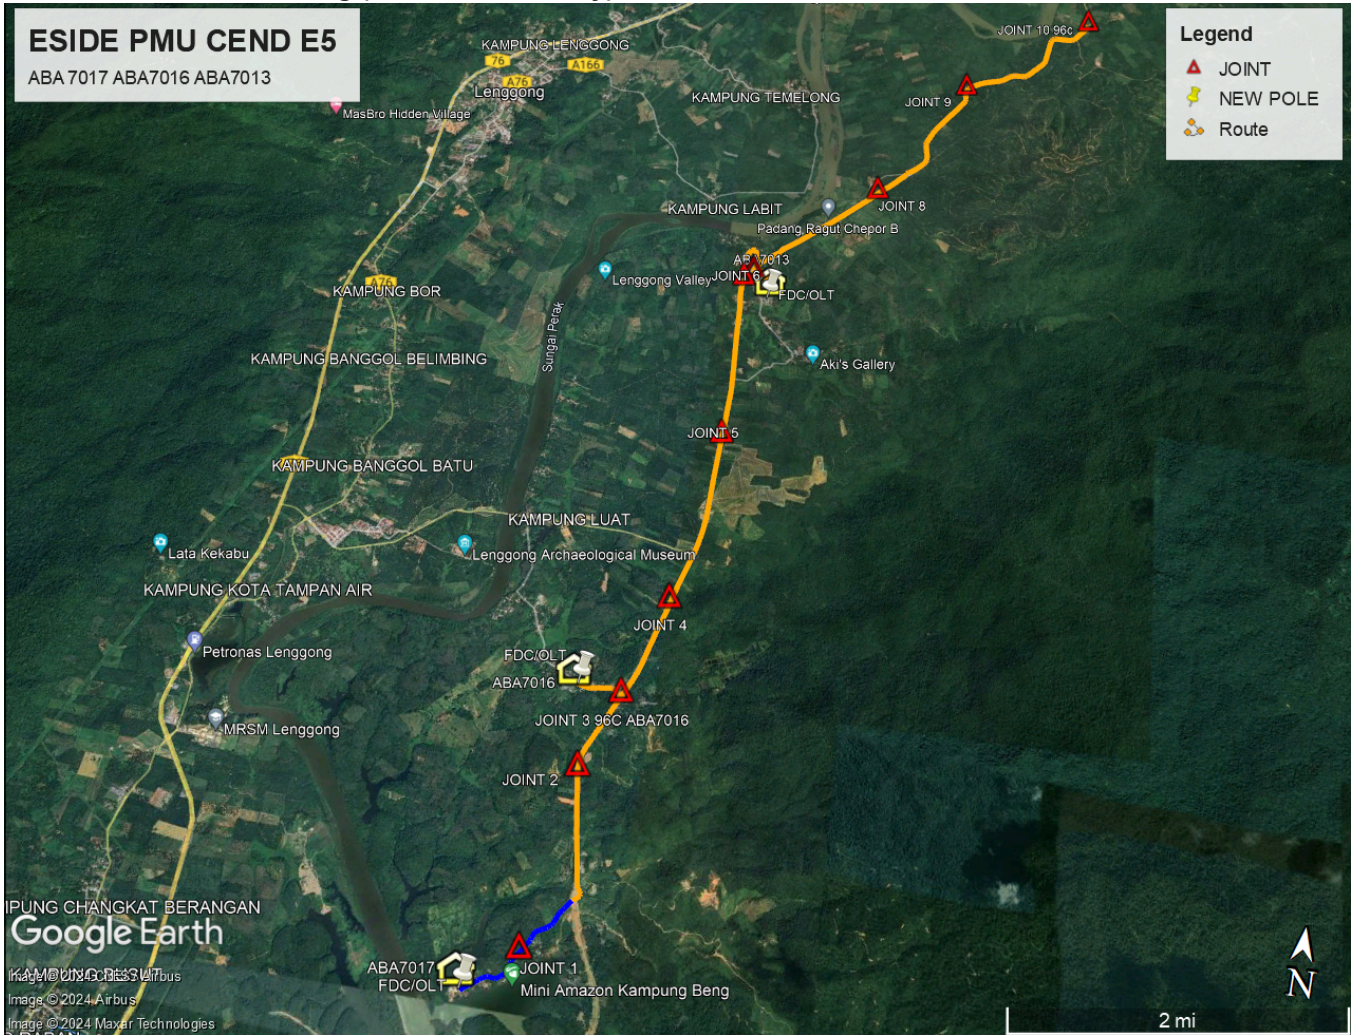 ESIDE PMU CEND E5
ABA 7017 ABA7016 ABA7013
Legend
JOINT
NEW POLE
Route
JOINT 10 96c
KAMPUNG LENGGONG
76
A166
A76
Lenggong
MasBro Hidden Village
KAMPUNG TEMELONG
JOINT 9
KAMPUNG LABIT
JOINT 8
Padang Ragut Chepor B
ABA7013
JOINT 6
FDC/OLT
Lenggong Valley
A76
KAMPUNG BOR
Sungai Perak
KAMPUNG BANGGOL BELIMBING
Aki's Gallery
JOINT 5
KAMPUNG BANGGOL BATU
KAMPUNG LUAT
Lata Kekabu
Lenggong Archaeological Museum
KAMPUNG KOTA TAMPAN AIR
JOINT 4
Petronas Lenggong
FDC/OLT
ABA7016
JOINT 3 96C ABA7016
MRSM Lenggong
JOINT 2
MPUNG CHANGKAT BERANGAN
Google Earth
ABA7017
FDC/OLT
JOINT 1
Mini Amazon Kampung Beng
Image © 2024 CNES / Airbus
Image © 2024 Airbus
Image © 2024 Maxar Technologies
N
2 mi